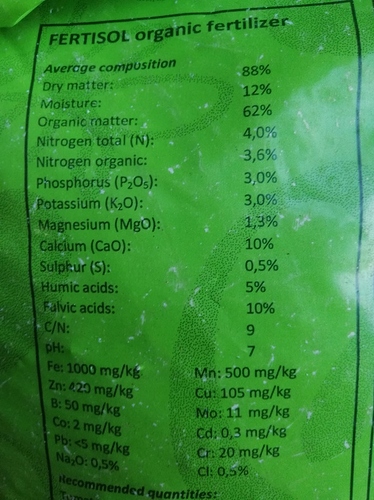 FERTISOL organic fertilizer
Average composition
Dry matter: 88%
Moisture: 12%
Organic matter: 62%
Nitrogen total (N): 4,0%
Nitrogen organic: 3,6%
Phosphorus (P₂O₅): 3,0%
Potassium (K₂O): 3,0%
Magnesium (MgO): 1,3%
Calcium (CaO): 10%
Sulphur (S): 0,5%
Humic acids: 5%
Fulvic acids: 10%
C/N: 9
pH: 7
Fe: 1000 mg/kg Mn: 500 mg/kg
Zn: 420 mg/kg Cu: 105 mg/kg
B: 50 mg/kg Mo: 11 mg/kg
Co: 2 mg/kg Cd: 0,3 mg/kg
Pb: <5 mg/kg Cr: 20 mg/kg
Na₂O: 0,5% Cl: 0,5%
Recommended quantities: